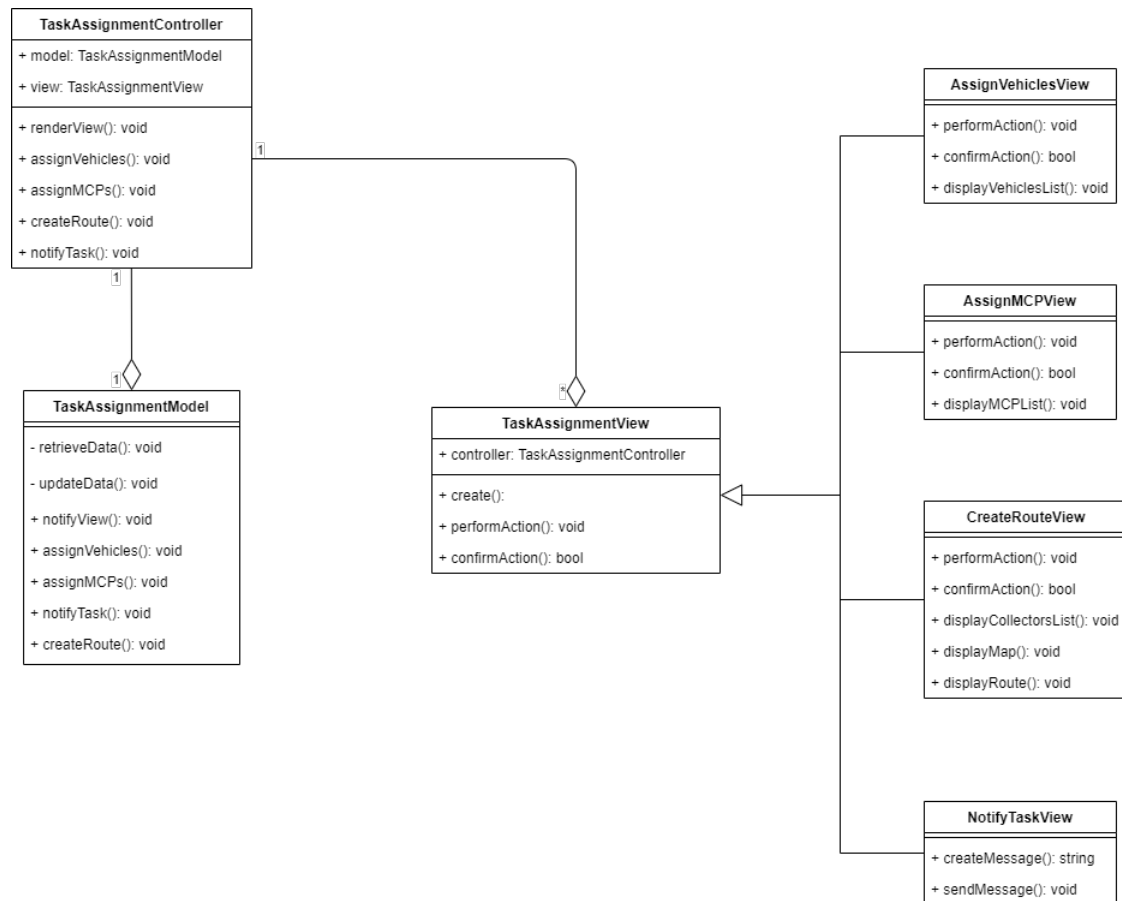 TaskAssignmentController
+ model: TaskAssignmentModel
+ view: TaskAssignmentView
+ renderView(): void
+ assignVehicles(): void
+ assignMCPs(): void
+ createRoute(): void
+ notifyTask(): void
1
1
1
TaskAssignmentModel
- retrieveData(): void
- updateData(): void
+ notifyView(): void
+ assignVehicles(): void
+ assignMCPs(): void
+ notifyTask(): void
+ createRoute(): void
*
TaskAssignmentView
+ controller: TaskAssignmentController
+ create():
+ performAction(): void
+ confirmAction(): bool
AssignVehiclesView
+ performAction(): void
+ confirmAction(): bool
+ displayVehiclesList(): void
AssignMCPView
+ performAction(): void
+ confirmAction(): bool
+ displayMCPList(): void
CreateRouteView
+ performAction(): void
+ confirmAction(): bool
+ displayCollectorsList(): void
+ displayMap(): void
+ displayRoute(): void
NotifyTaskView
+ createMessage(): string
+ sendMessage(): void